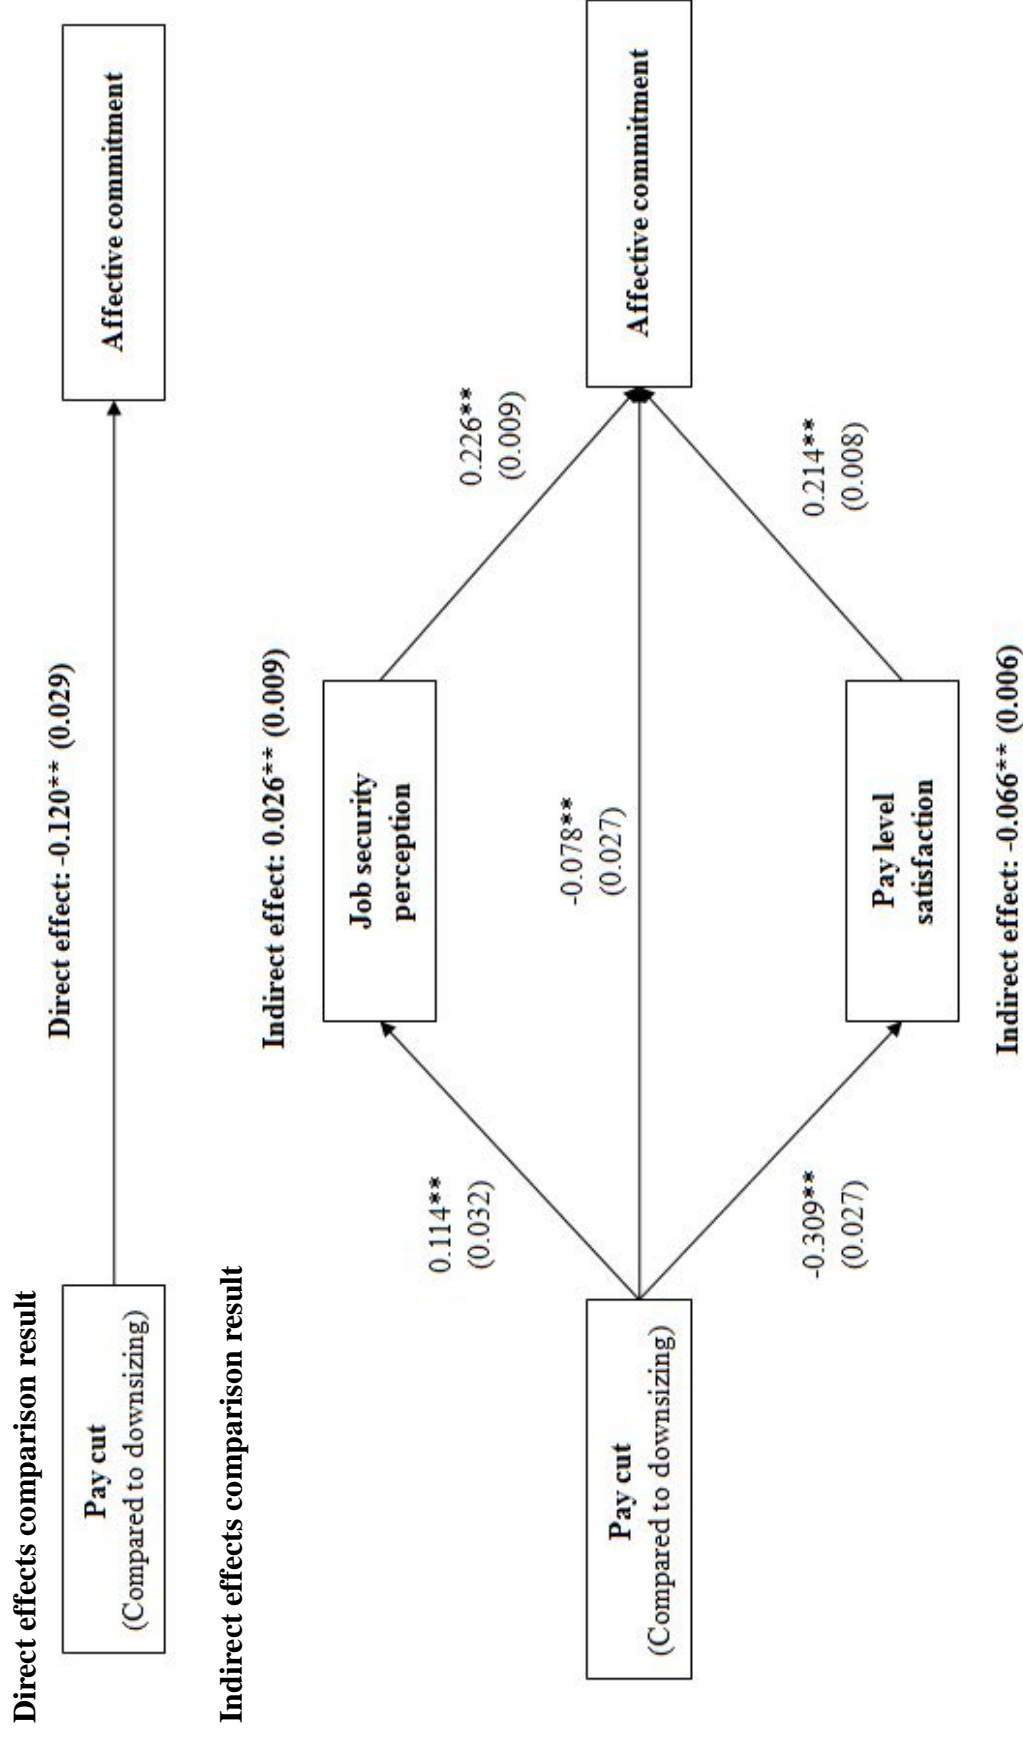 Direct effects comparison result
Direct effect: -0.120** (0.029)
Pay cut
(Compared to downsizing)
Affective commitment
Indirect effects comparison result
Indirect effect: 0.026** (0.009)
Job security
perception
0.114**
(0.032)
0.226**
(0.009)
Pay cut
(Compared to downsizing)
-0.078**
(0.027)
Affective commitment
-0.309**
(0.027)
0.214**
(0.008)
Pay level
satisfaction
Indirect effect: -0.066** (0.006)